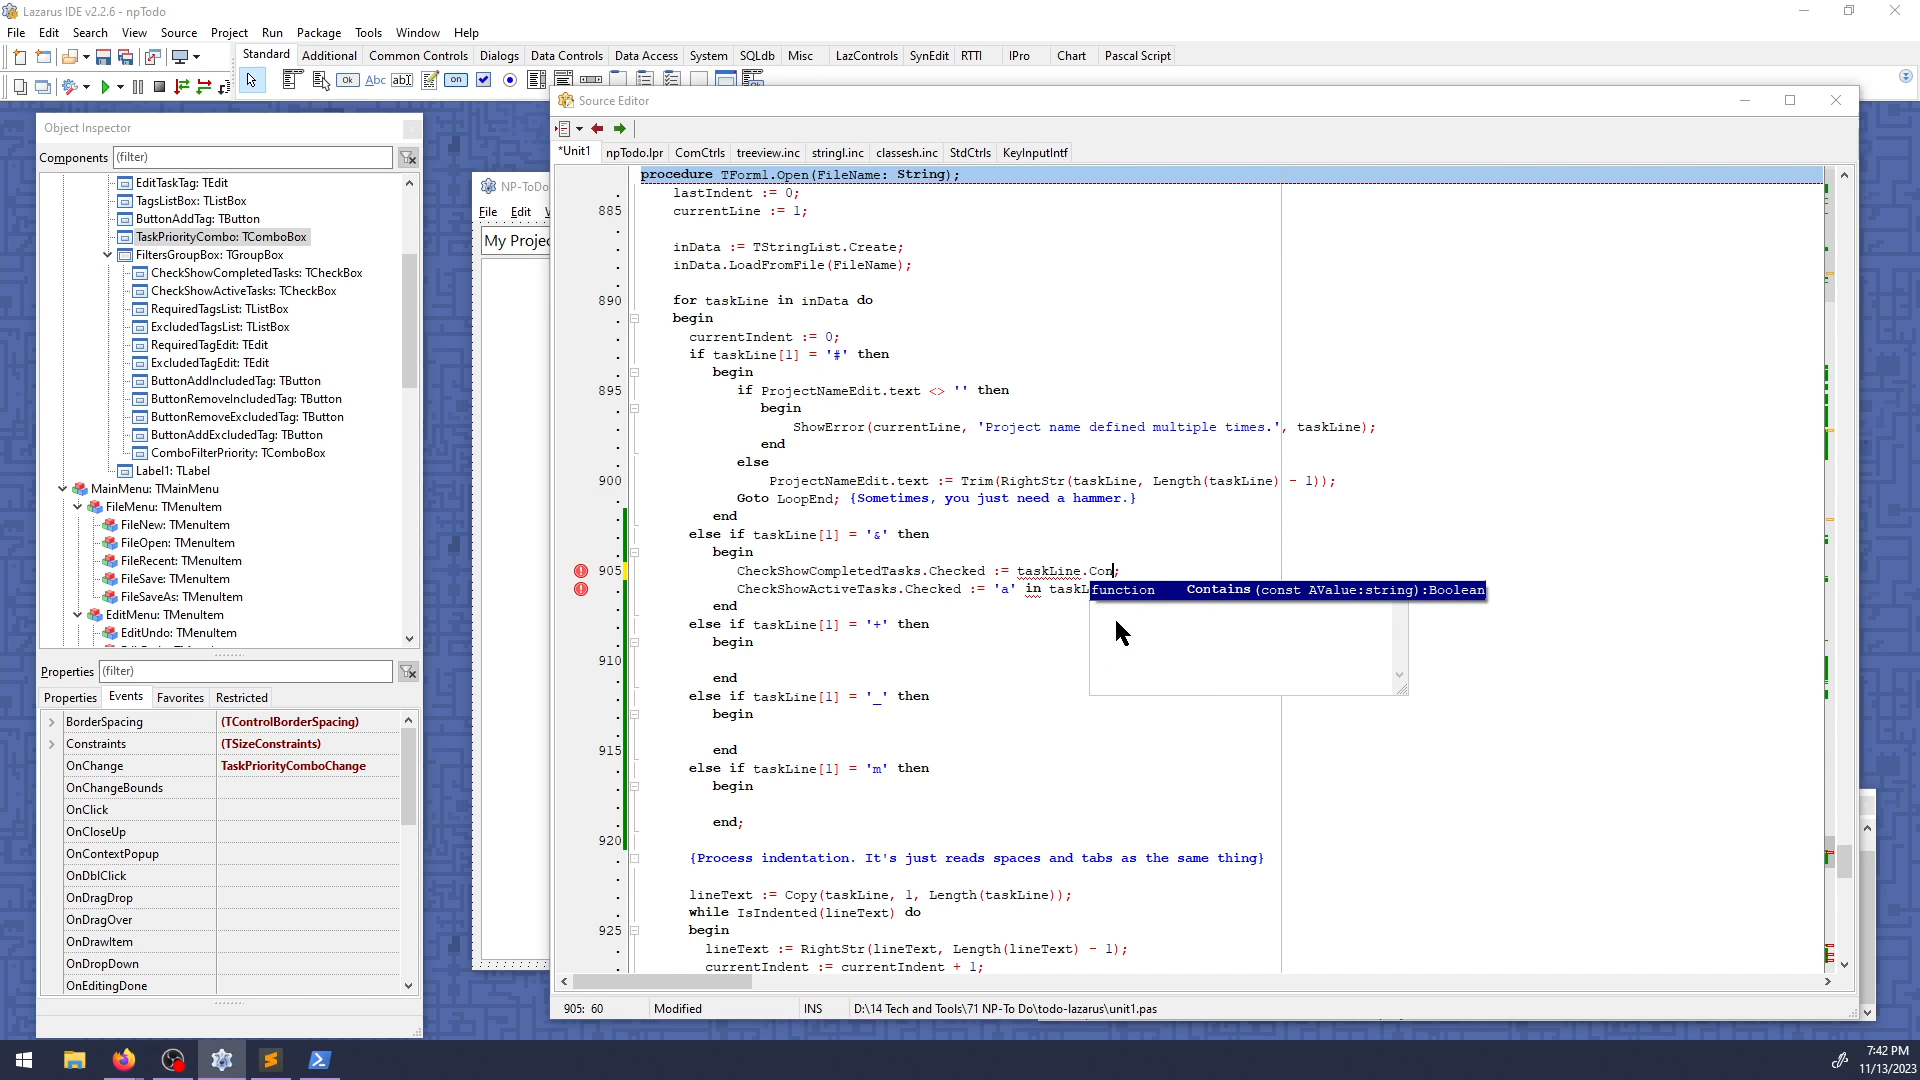 Lazarus IDE v2.2.6 - npTodo
File Edit Search View Source Project Run Package Tools Window Help
Standard Additional Common Controls Dialogs Data Controls Data Access System SQLdb Misc LazControls SynEdit RTTI IPro Chart Pascal Script
Ok Abc ab on
Object Inspector
Components (filter)
EditTaskTag: TEdit
TagsListBox: TListBox
ButtonAddTag: TButton
TaskPriorityCombo: TComboBox
FiltersGroupBox: TGroupBox
CheckShowCompletedTasks: TCheckBox
CheckShowActiveTasks: TCheckBox
RequiredTagsList: TListBox
ExcludedTagsList: TListBox
RequiredTagEdit: TEdit
ExcludedTagEdit: TEdit
ButtonAddIncludedTag: TButton
ButtonRemoveIncludedTag: TButton
ButtonRemoveExcludedTag: TButton
ButtonAddExcludedTag: TButton
ComboFilterPriority: TComboBox
Label1: TLabel
MainMenu: TMainMenu
FileMenu: TMenuItem
FileNew: TMenuItem
FileOpen: TMenuItem
FileRecent: TMenuItem
FileSave: TMenuItem
FileSaveAs: TMenuItem
EditMenu: TMenuItem
EditUndo: TMenuItem
Properties (filter)
Properties Events Favorites Restricted
BorderSpacing (TControlBorderSpacing)
Constraints (TSizeConstraints)
OnChange TaskPriorityComboChange
OnChangeBounds
OnClick
OnCloseUp
OnContextPopup
OnDblClick
OnDragDrop
OnDragOver
OnDrawItem
OnDropDown
OnEditingDone
NP-ToDo
File Edit V
My Projec
Source Editor
*Unit1 npTodo.lpr ComCtrls treeview.inc stringl.inc classesh.inc StdCtrls KeyInputIntf
procedure TForm1.Open(FileName: String);
lastIndent := 0;
885 currentLine := 1;
inData := TStringList.Create;
inData.LoadFromFile(FileName);
890 for taskLine in inData do
begin
currentIndent := 0;
if taskLine[1] = '#' then
begin
895 if ProjectNameEdit.text <> '' then
begin
ShowError(currentLine, 'Project name defined multiple times.', taskLine);
end
else
900 ProjectNameEdit.text := Trim(RightStr(taskLine, Length(taskLine) - 1));
Goto LoopEnd; {Sometimes, you just need a hammer.}
end
else if taskLine[1] = '&' then
begin
905 CheckShowCompletedTasks.Checked := taskLine.Con;
CheckShowActiveTasks.Checked := 'a' in taskL
function Contains(const AValue:string):Boolean
end
else if taskLine[1] = '+' then
begin
910
end
else if taskLine[1] = '_' then
begin
915 end
else if taskLine[1] = 'm' then
begin
end;
920
{Process indentation. It's just reads spaces and tabs as the same thing}
lineText := Copy(taskLine, 1, Length(taskLine));
while IsIndented(lineText) do
925 begin
lineText := RightStr(lineText, Length(lineText) - 1);
currentIndent := currentIndent + 1;
905: 60 Modified INS D:\14 Tech and Tools\71 NP-To Do\todo-lazarus\unit1.pas
7:42 PM
11/13/2023